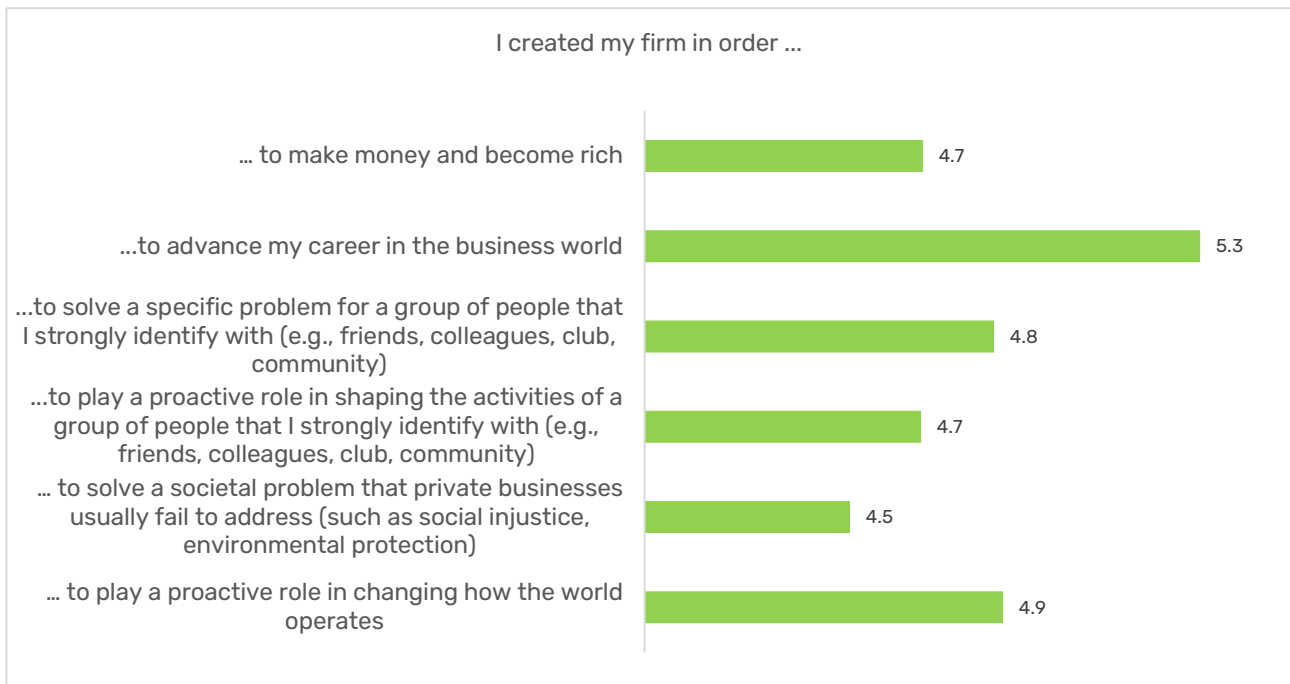 I created my firm in order ...
… to make money and become rich
4.7
...to advance my career in the business world
5.3
...to solve a specific problem for a group of people that
I strongly identify with (e.g., friends, colleagues, club,
community)
4.8
...to play a proactive role in shaping the activities of a
group of people that I strongly identify with (e.g.,
friends, colleagues, club, community)
4.7
… to solve a societal problem that private businesses
usually fail to address (such as social injustice,
environmental protection)
4.5
… to play a proactive role in changing how the world
operates
4.9